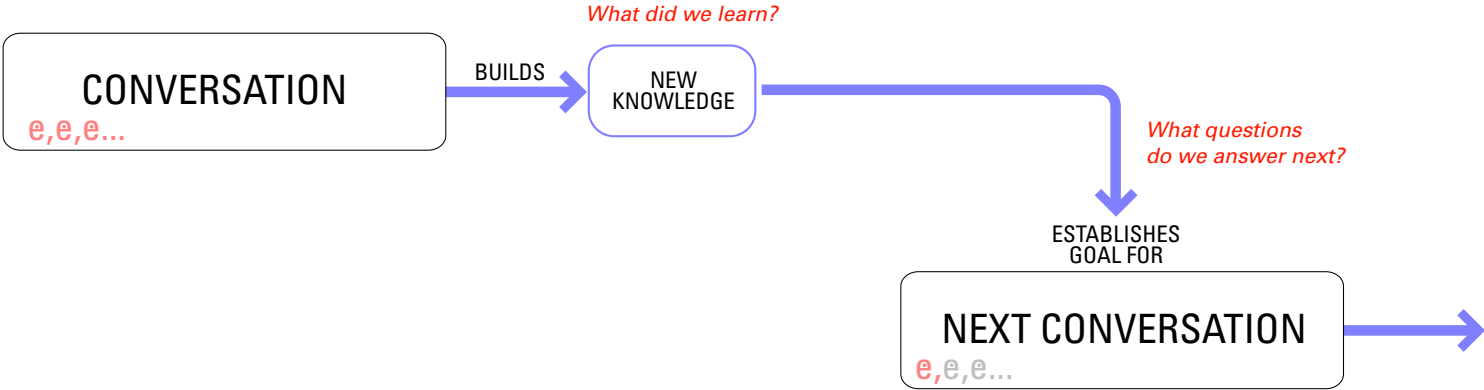 What did we learn?
CONVERSATION
e,e,e...
BUILDS
NEW
KNOWLEDGE
What questions
do we answer next?
ESTABLISHES
GOAL FOR
NEXT CONVERSATION
e,e,e...